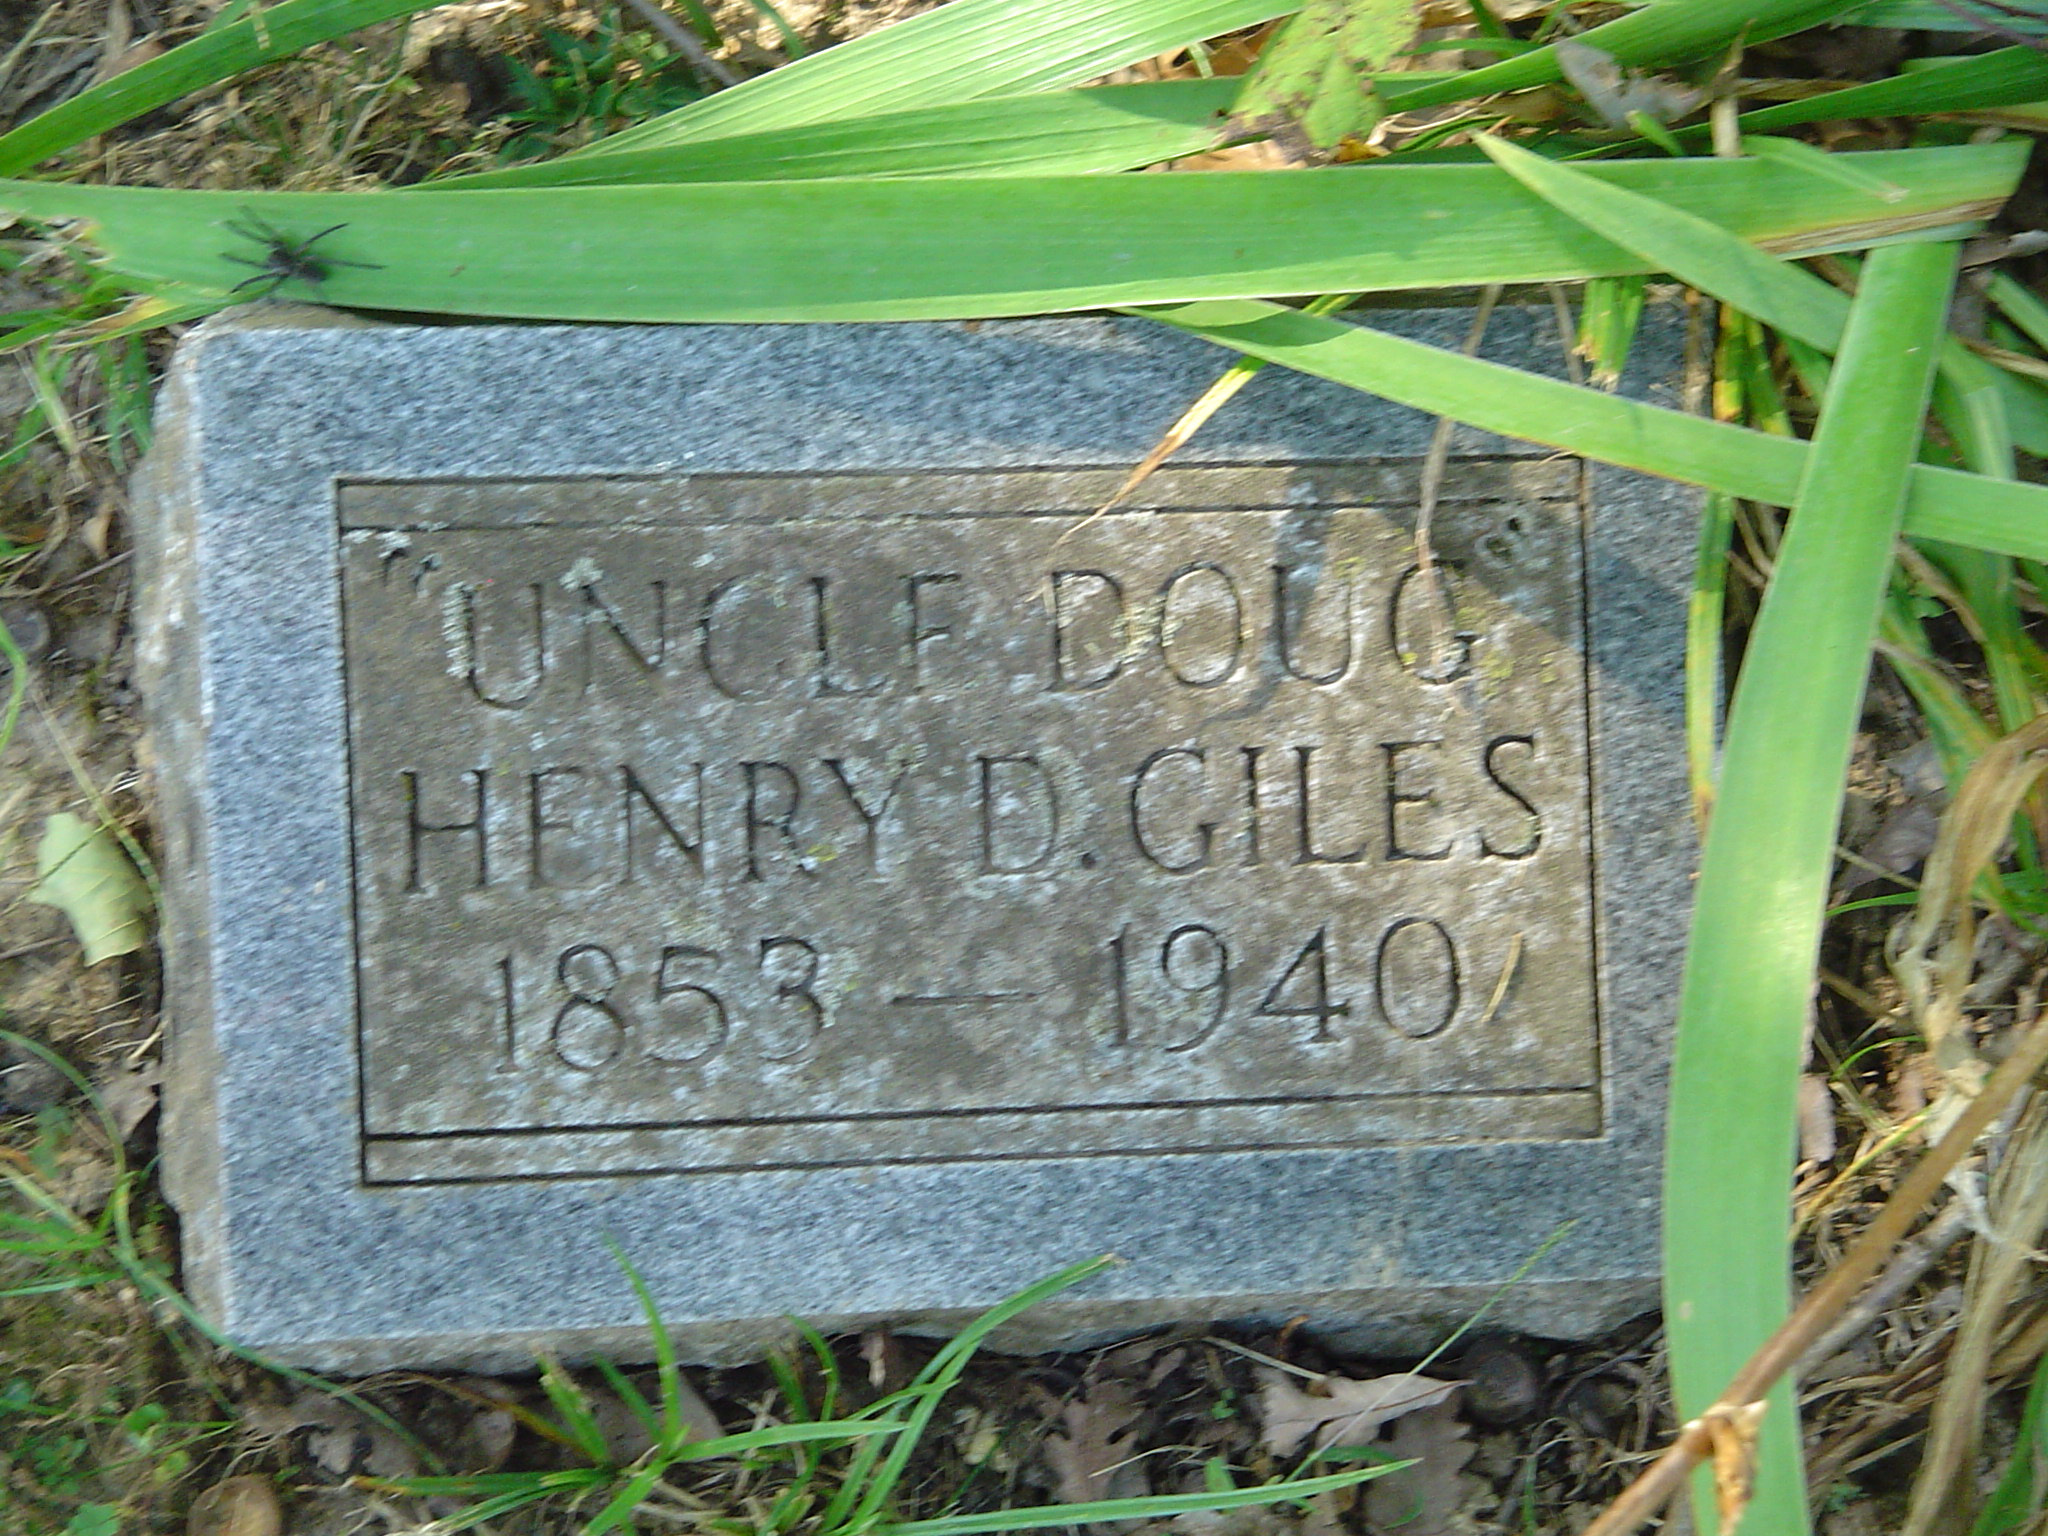 "UNCLE DOUG"
HENRY D. GILES
1853 — 1940